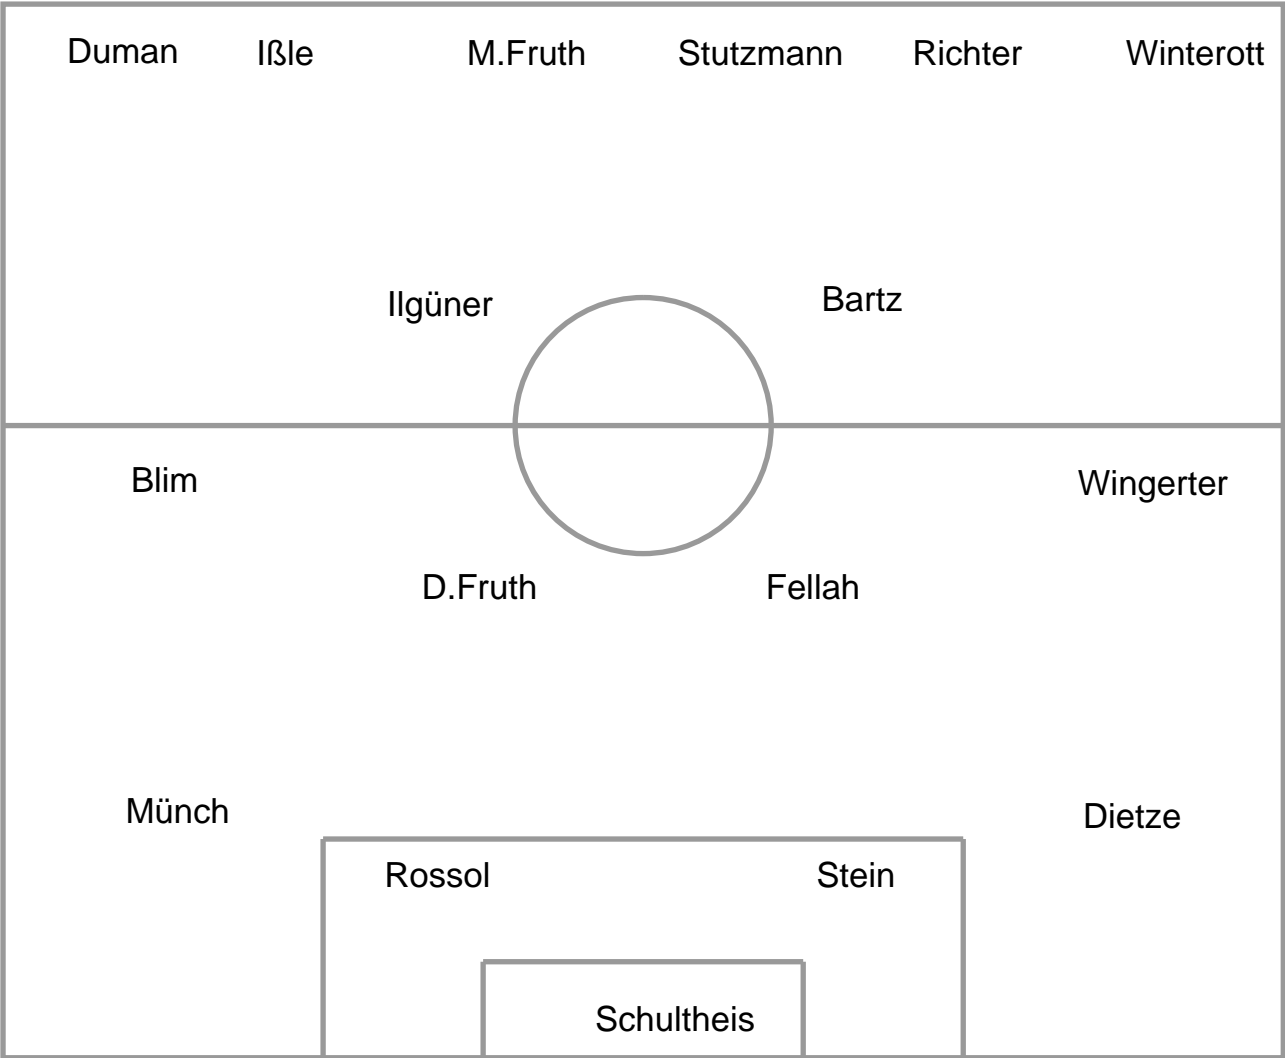 Duman Ißle M.Fruth Stutzmann Richter Winterott
Ilgüner Bartz
Blim Wingerter
D.Fruth Fellah
Münch Dietze
Rossol Stein
Schultheis